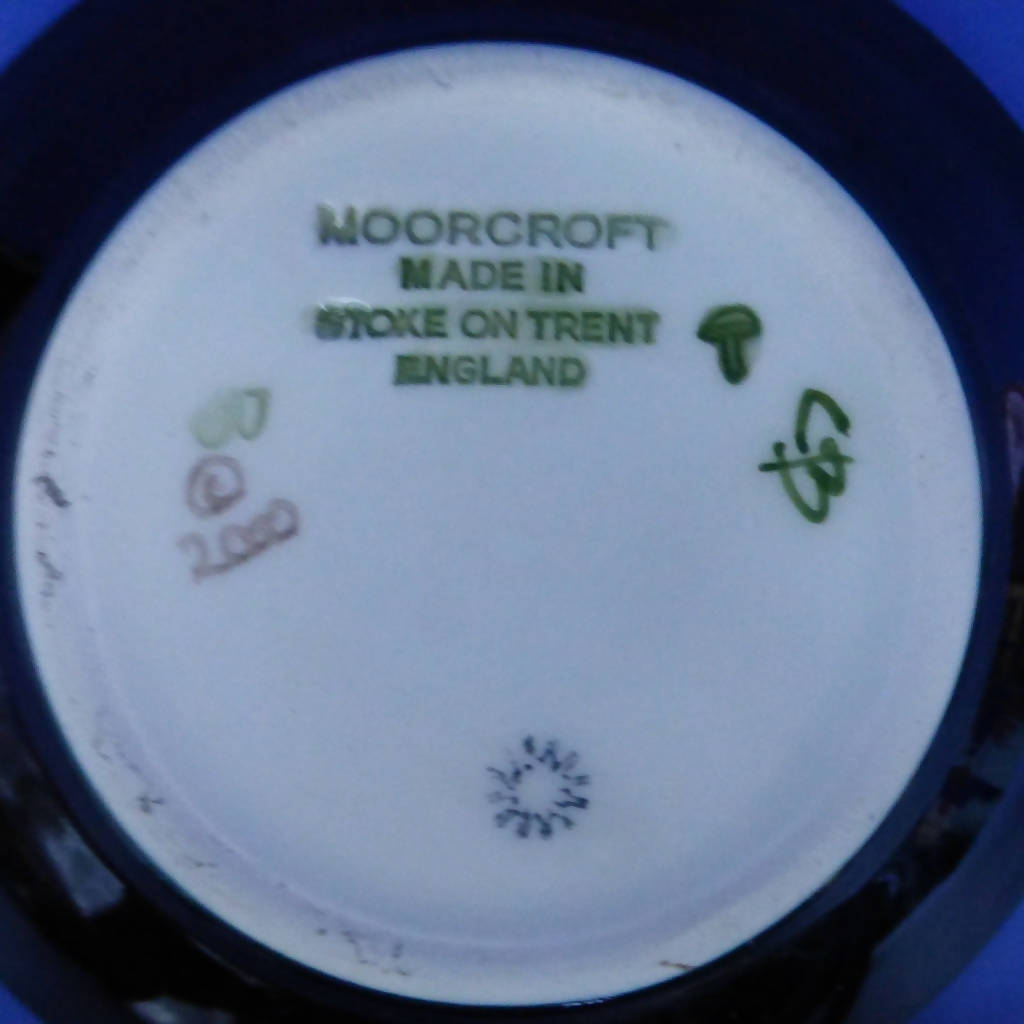 MOORCROFT
MADE IN
STOKE ON TRENT
ENGLAND
©
2000